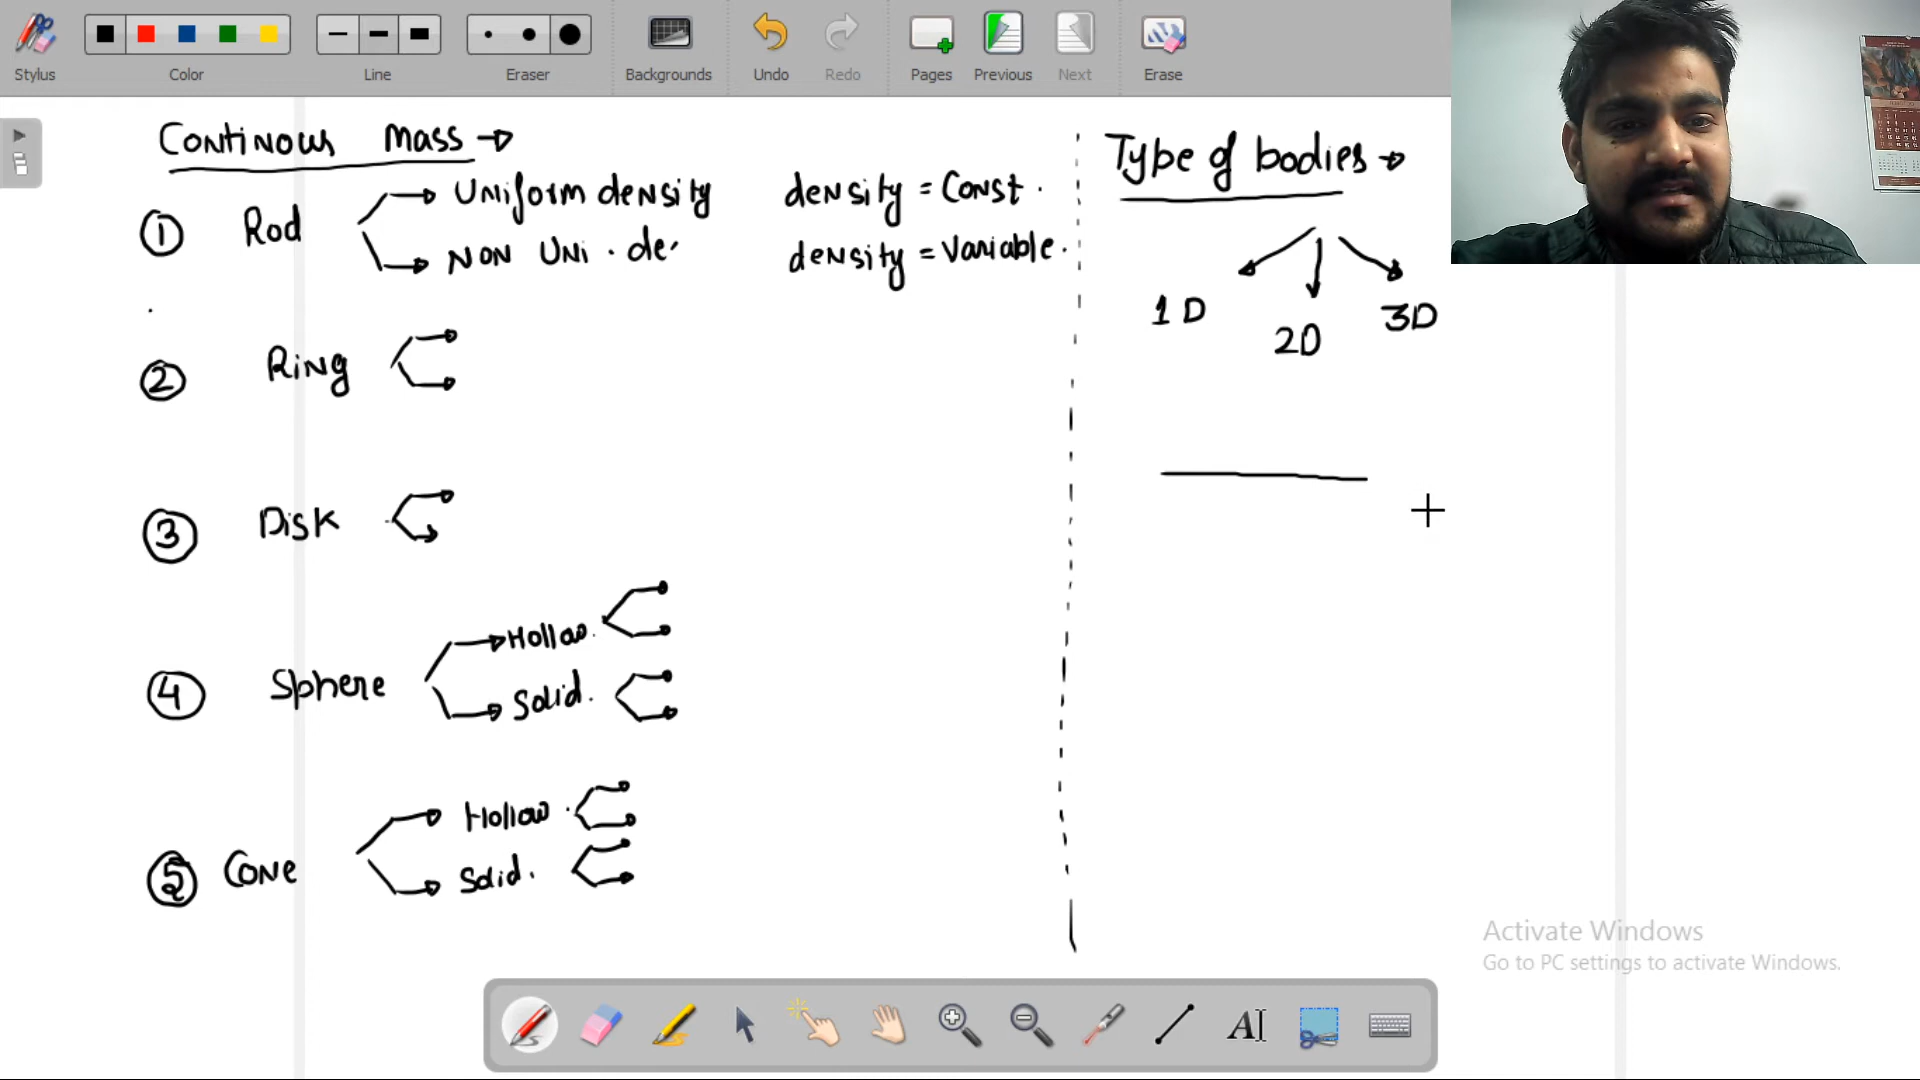 Stylus
Color
Line
Eraser
Backgrounds
Undo
Redo
Pages
Previous
Next
Erase
Continous mass
① Rod
Uniform density density = Const.
NON UNi. de. density = Variable.
② Ring
③ Disk
④ Sphere
Hollow.
Solid.
⑤ Cone
Hollow.
Solid.
Type of bodies
1D
2D
3D
Activate Windows
Go to PC settings to activate Windows.
AI